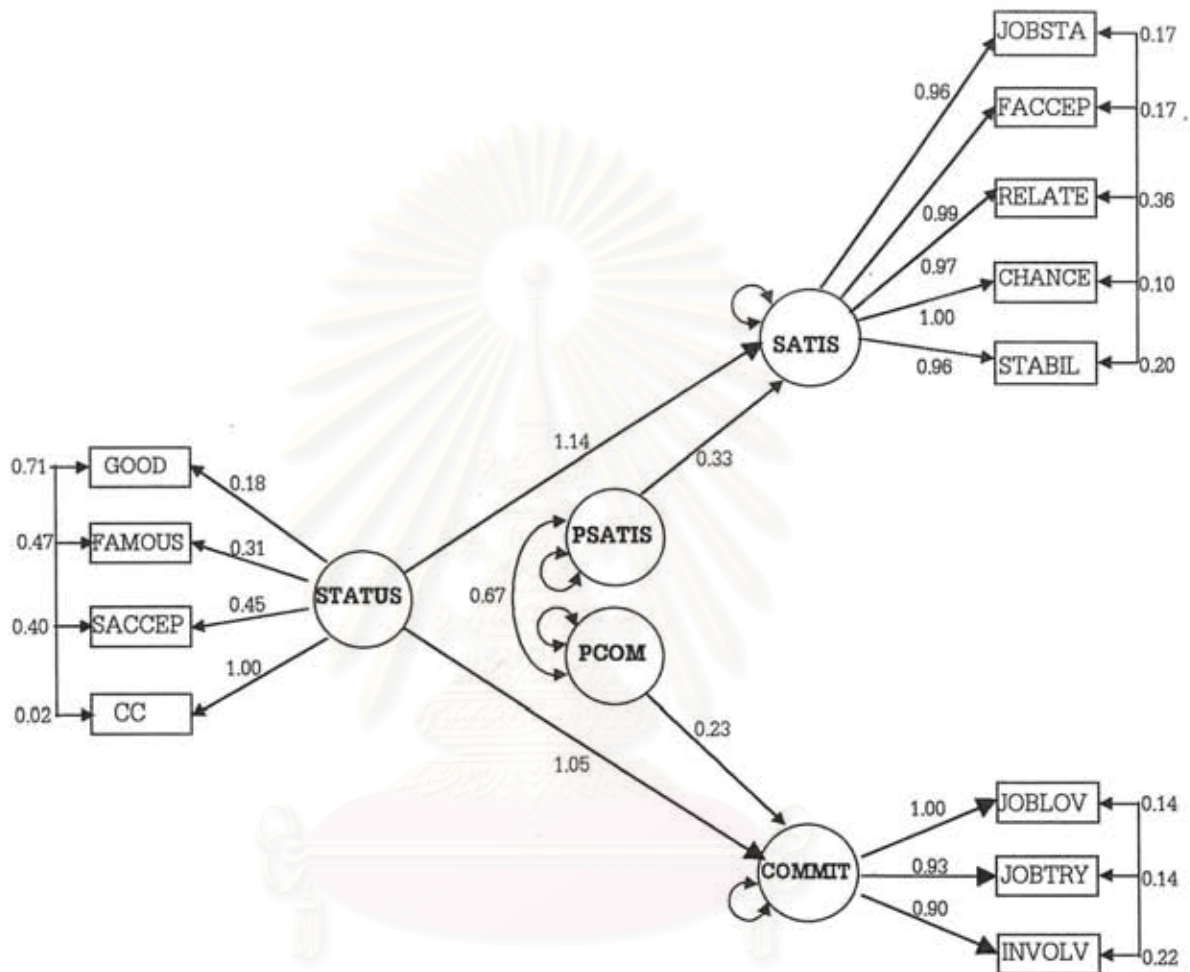 JOBSTA
0.17
0.96
FACCEP
0.17
RELATE
0.36
0.99
0.97
CHANCE
0.10
1.00
SATIS
STABIL
0.20
0.96
1.14
0.33
0.71
GOOD
0.18
FAMOUS
0.47
0.31
PSATIS
STATUS
0.67
0.45
SACCEP
0.40
PCOM
1.00
CC
0.02
0.23
1.05
JOBLOV
0.14
1.00
COMMIT
0.93
JOBTRY
0.14
0.90
INVOLV
0.22